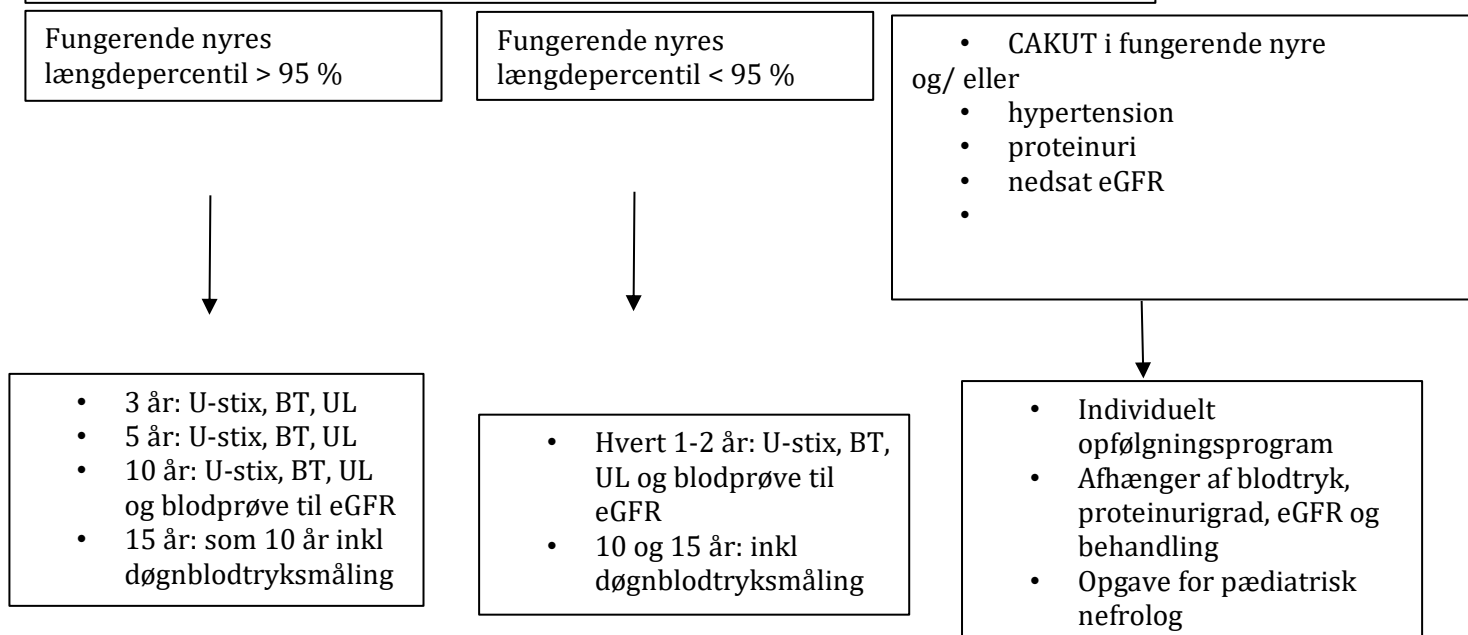 Fungerende nyres
længdepercentil > 95 %
Fungerende nyres
længdepercentil < 95 %
• CAKUT i fungerende nyre
og/ eller
• hypertension
• proteinuri
• nedsat eGFR
•
• 3 år: U-stix, BT, UL
• 5 år: U-stix, BT, UL
• 10 år: U-stix, BT, UL
og blodprøve til eGFR
• 15 år: som 10 år inkl
døgnblodtryksmåling
• Hvert 1-2 år: U-stix, BT,
UL og blodprøve til
eGFR
• 10 og 15 år: inkl
døgnblodtryksmåling
• Individuelt
opfølgningsprogram
• Afhænger af blodtryk,
proteinurigrad, eGFR og
behandling
• Opgave for pædiatrisk
nefrolog